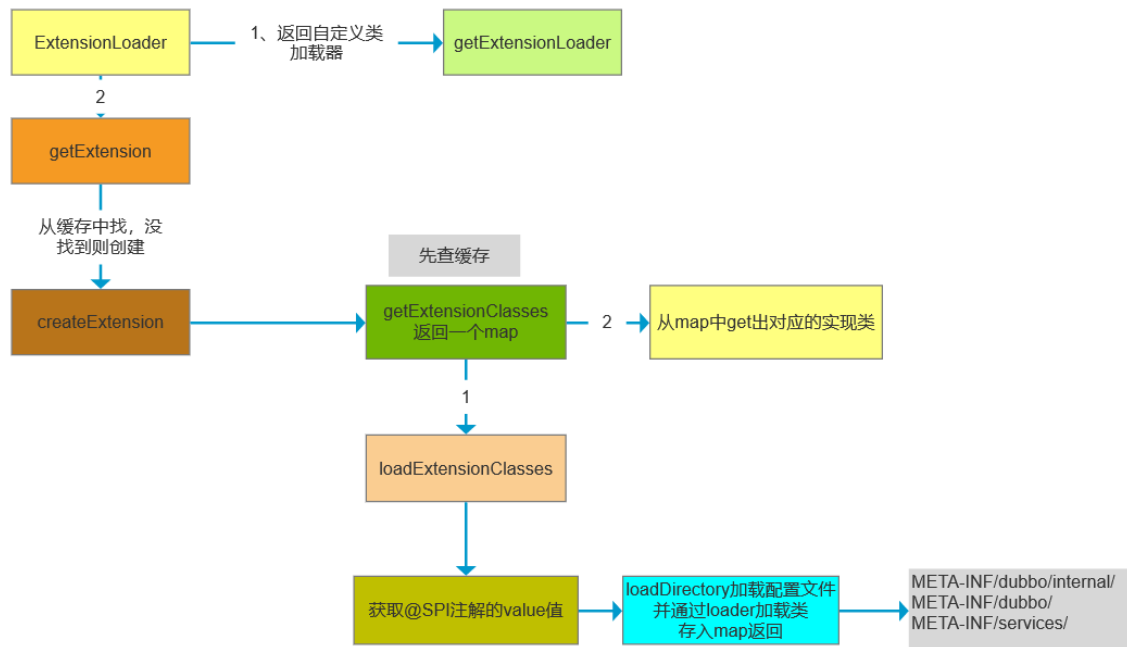 ExtensionLoader
1、返回自定义类
加载器
getExtensionLoader
2
getExtension
从缓存中找，没
找到则创建
先查缓存
createExtension
getExtensionClasses
返回一个map
2
从map中get出对应的实现类
1
loadExtensionClasses
获取@SPI注解的value值
loadDirectory加载配置文件
并通过loader加载类
存入map返回
META-INF/dubbo/internal/
META-INF/dubbo/
META-INF/services/